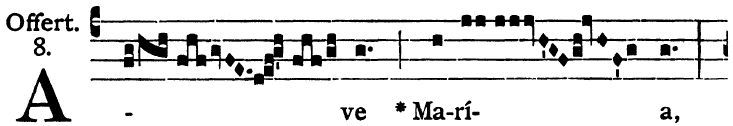 Offert.
8.
A - ve * Ma-rí- a,